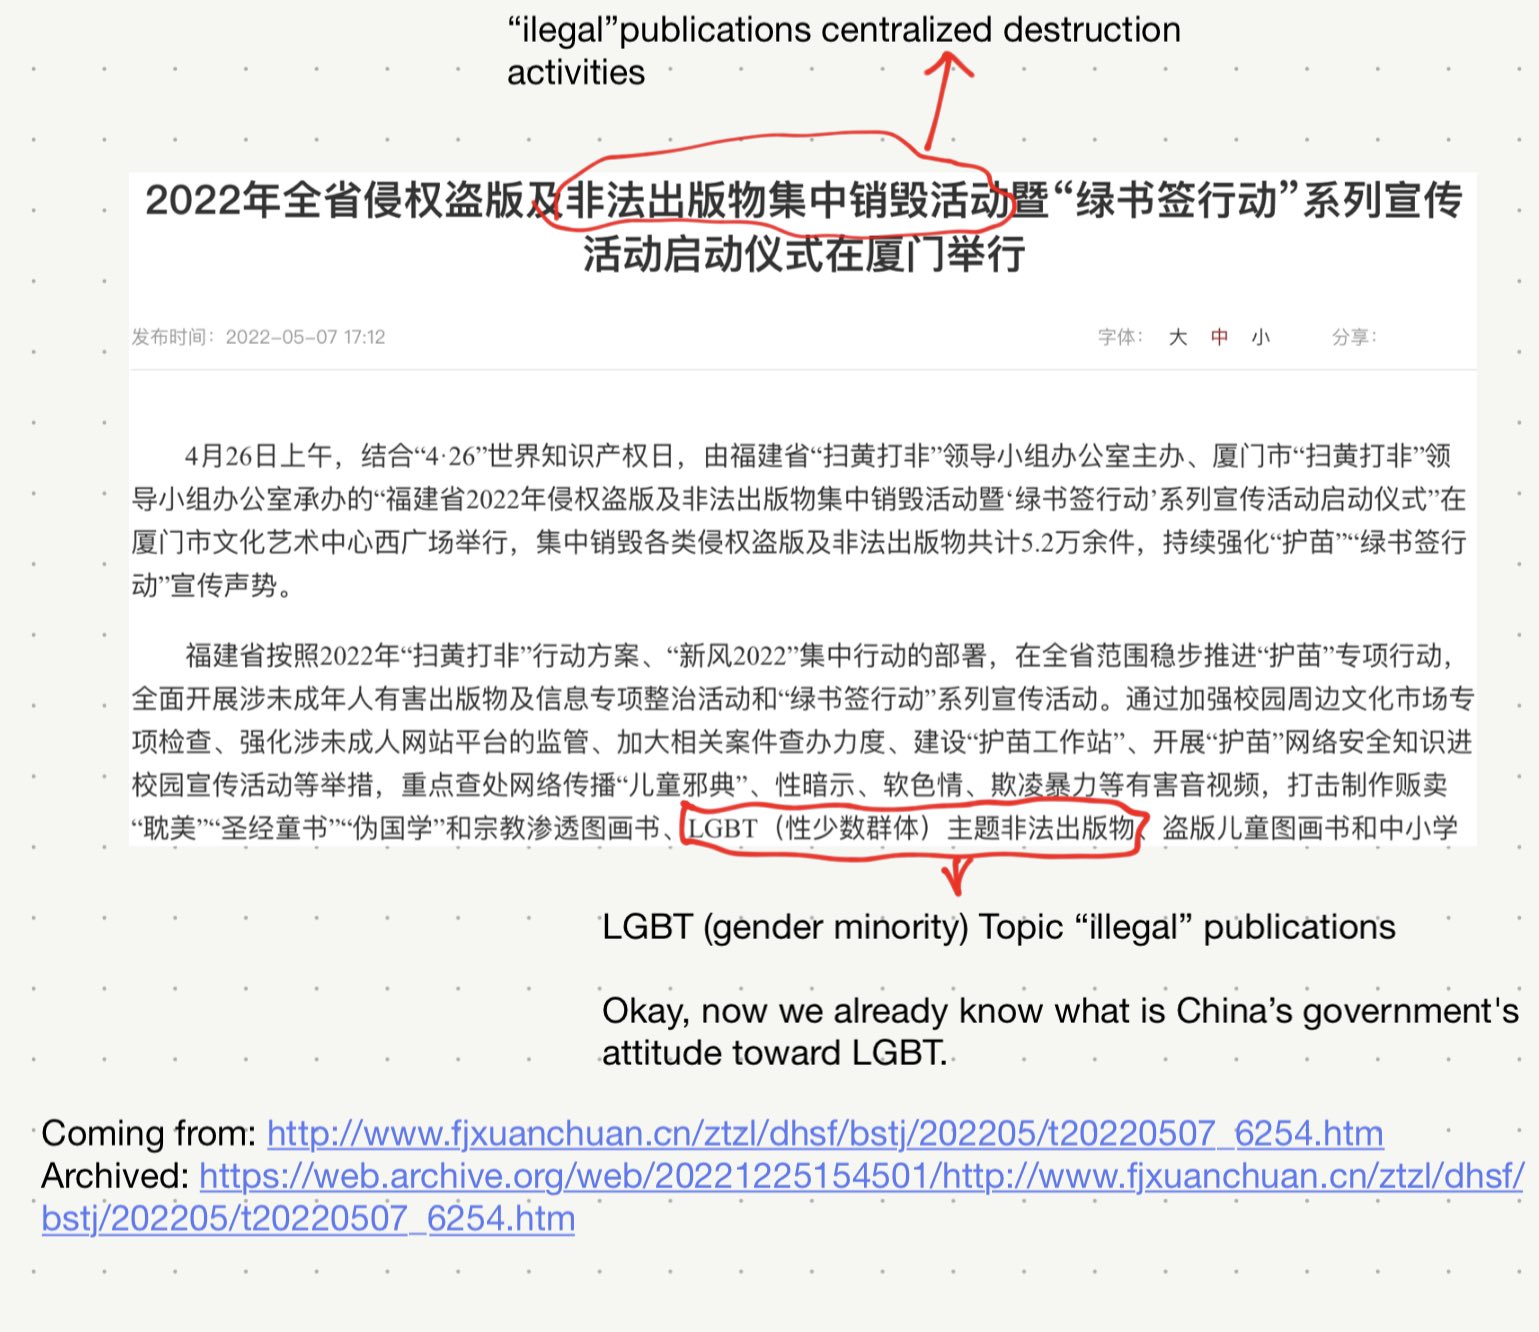 “ilegal”publications centralized destruction
activities
2022年全省侵权盗版及非法出版物集中销毁活动暨“绿书签行动”系列宣传
活动启动仪式在厦门举行
发布时间：2022-05-07 17:12
字体： 大 中 小 分享：
4月26日上午，结合“4·26”世界知识产权日，由福建省“扫黄打非”领导小组办公室主办、厦门市“扫黄打非”领
导小组办公室承办的“福建省2022年侵权盗版及非法出版物集中销毁活动暨‘绿书签行动’系列宣传活动启动仪式”在
厦门市文化艺术中心西广场举行，集中销毁各类侵权盗版及非法出版物共计5.2万余件，持续强化“护苗”“绿书签行
动”宣传声势。
福建省按照2022年“扫黄打非”行动方案、“新风2022”集中行动的部署，在全省范围稳步推进“护苗”专项行动，
全面开展涉未成年人有害出版物及信息专项整治活动和“绿书签行动”系列宣传活动。通过加强校园周边文化市场专
项检查、强化涉未成人网站平台的监管、加大相关案件查办力度、建设“护苗工作站”、开展“护苗”网络安全知识进
校园宣传活动等举措，重点查处网络传播“儿童邪典”、性暗示、软色情、欺凌暴力等有害音视频，打击制作贩卖
“耽美”“圣经童书”“伪国学”和宗教渗透图画书、LGBT（性少数群体）主题非法出版物、盗版儿童图画书和中小学
LGBT (gender minority) Topic “illegal” publications
Okay, now we already know what is China’s government's
attitude toward LGBT.
Coming from: http://www.fjxuanchuan.cn/ztzl/dhsf/bstj/202205/t20220507_6254.htm
Archived: https://web.archive.org/web/20221225154501/http://www.fjxuanchuan.cn/ztzl/dhsf/
bstj/202205/t20220507_6254.htm